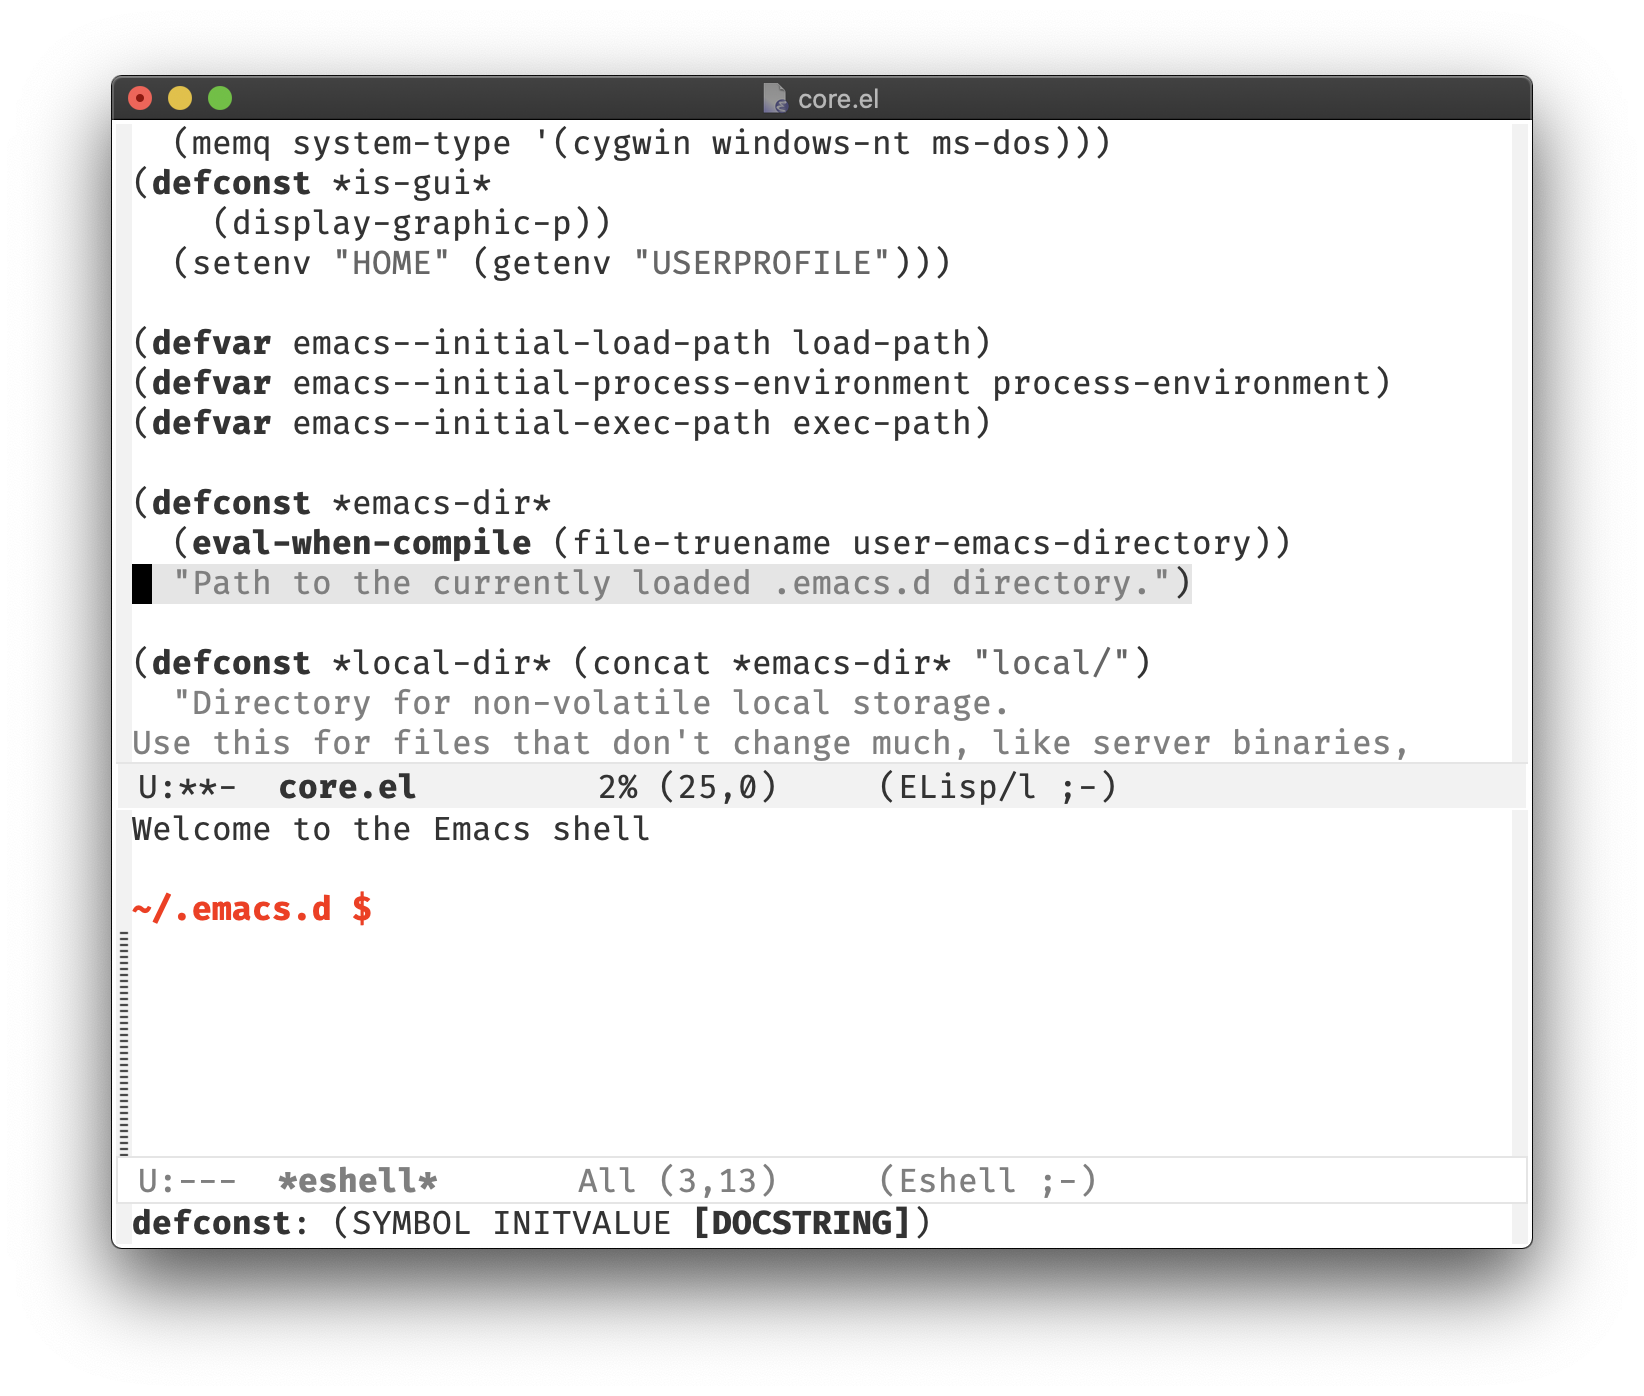 core.el
(memq system-type '(cygwin windows-nt ms-dos)))
(defconst *is-gui*
(display-graphic-p))
(setenv "HOME" (getenv "USERPROFILE")))
(defvar emacs--initial-load-path load-path)
(defvar emacs--initial-process-environment process-environment)
(defvar emacs--initial-exec-path exec-path)
(defconst *emacs-dir*
(eval-when-compile (file-truename user-emacs-directory))
"Path to the currently loaded .emacs.d directory.")
(defconst *local-dir* (concat *emacs-dir* "local/")
"Directory for non-volatile local storage.
Use this for files that don't change much, like server binaries,
U:**- core.el 2% (25,0) (ELisp/l ;-)
Welcome to the Emacs shell
~/.emacs.d $
U:--- *eshell* All (3,13) (Eshell ;-)
defconst: (SYMBOL INITVALUE [DOCSTRING])